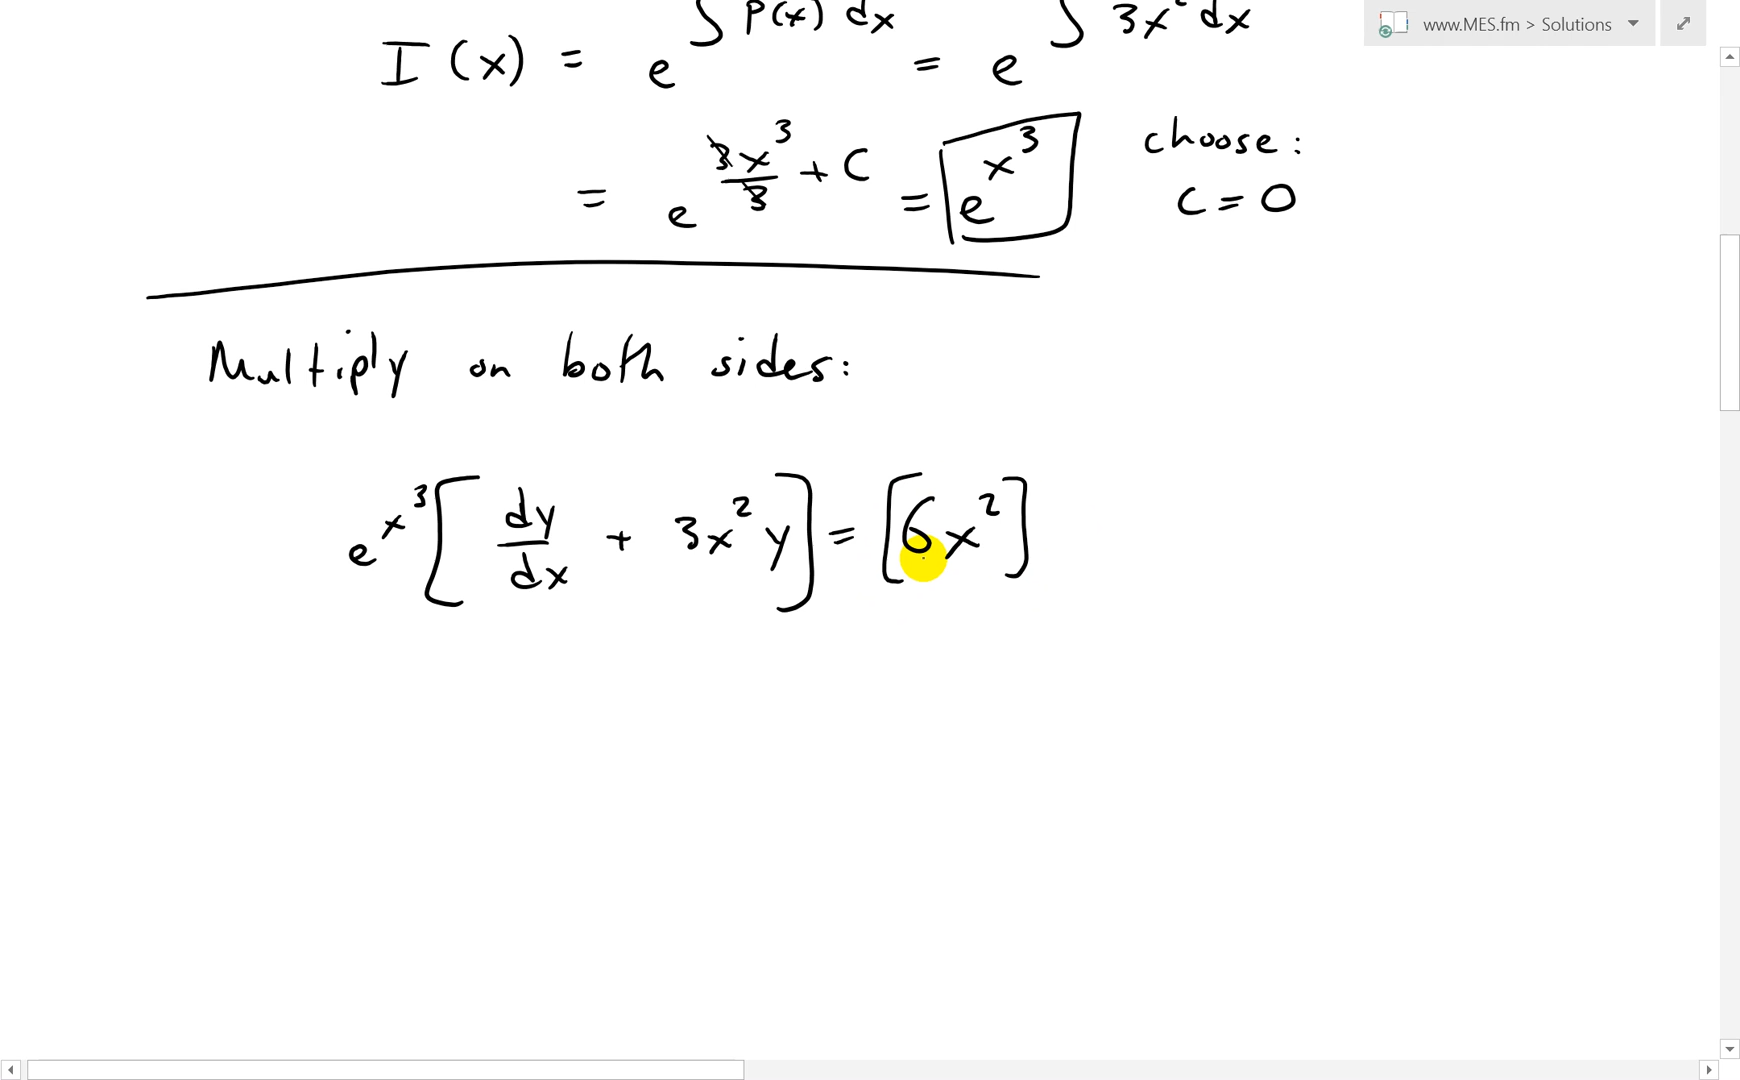 www.MES.fm > Solutions
I(x) = e^{∫ P(x) dx} = e^{∫ 3x² dx}
= e^{3x³/3 + C} = e^{x³} choose: C = 0
Multiply on both sides:
e^{x³} [dy/dx + 3x²y] = [6x²]